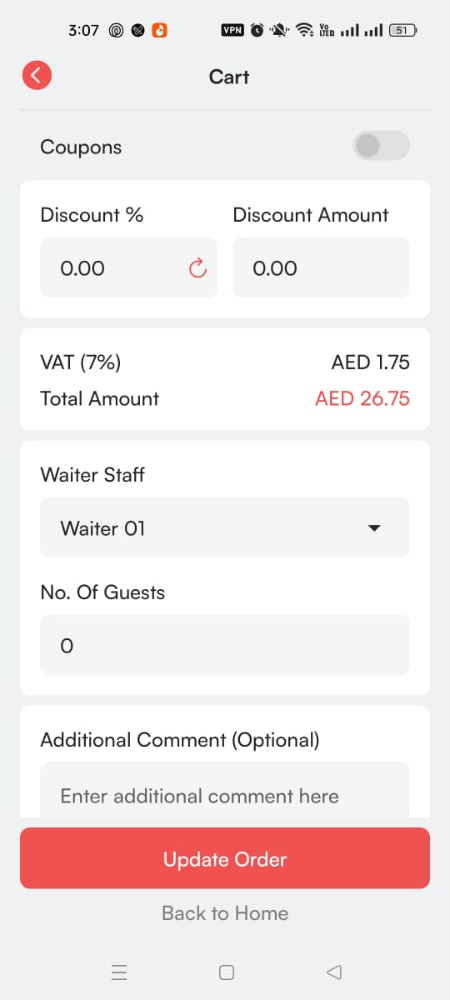 3:07 VPN Vo LTED 51
Cart
Coupons
Discount % Discount Amount
0.00 0.00
VAT (7%) AED 1.75
Total Amount AED 26.75
Waiter Staff
Waiter 01
No. Of Guests
0
Additional Comment (Optional)
Enter additional comment here
Update Order
Back to Home